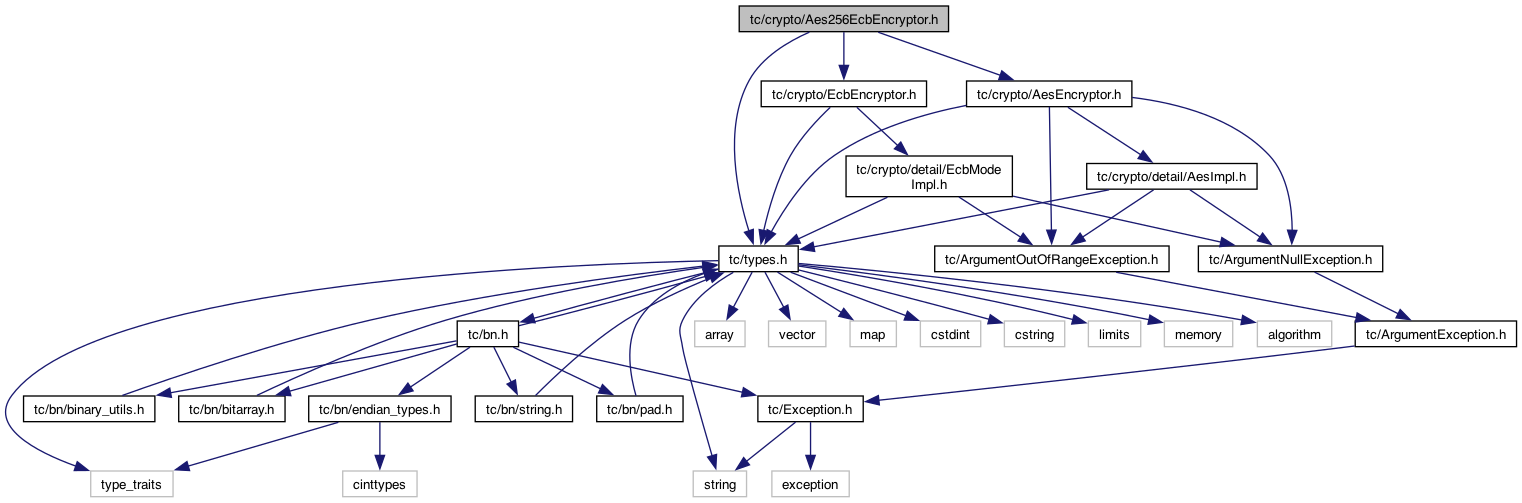 tc/crypto/Aes256EcbEncryptor.h
tc/crypto/EcbEncryptor.h
tc/crypto/AesEncryptor.h
tc/crypto/detail/EcbMode
Impl.h
tc/crypto/detail/AesImpl.h
tc/types.h
tc/ArgumentOutOfRangeException.h
tc/ArgumentNullException.h
tc/bn.h
array
vector
map
cstdint
cstring
limits
memory
algorithm
tc/ArgumentException.h
tc/bn/binary_utils.h
tc/bn/bitarray.h
tc/bn/endian_types.h
tc/bn/string.h
tc/bn/pad.h
tc/Exception.h
type_traits
cinttypes
string
exception